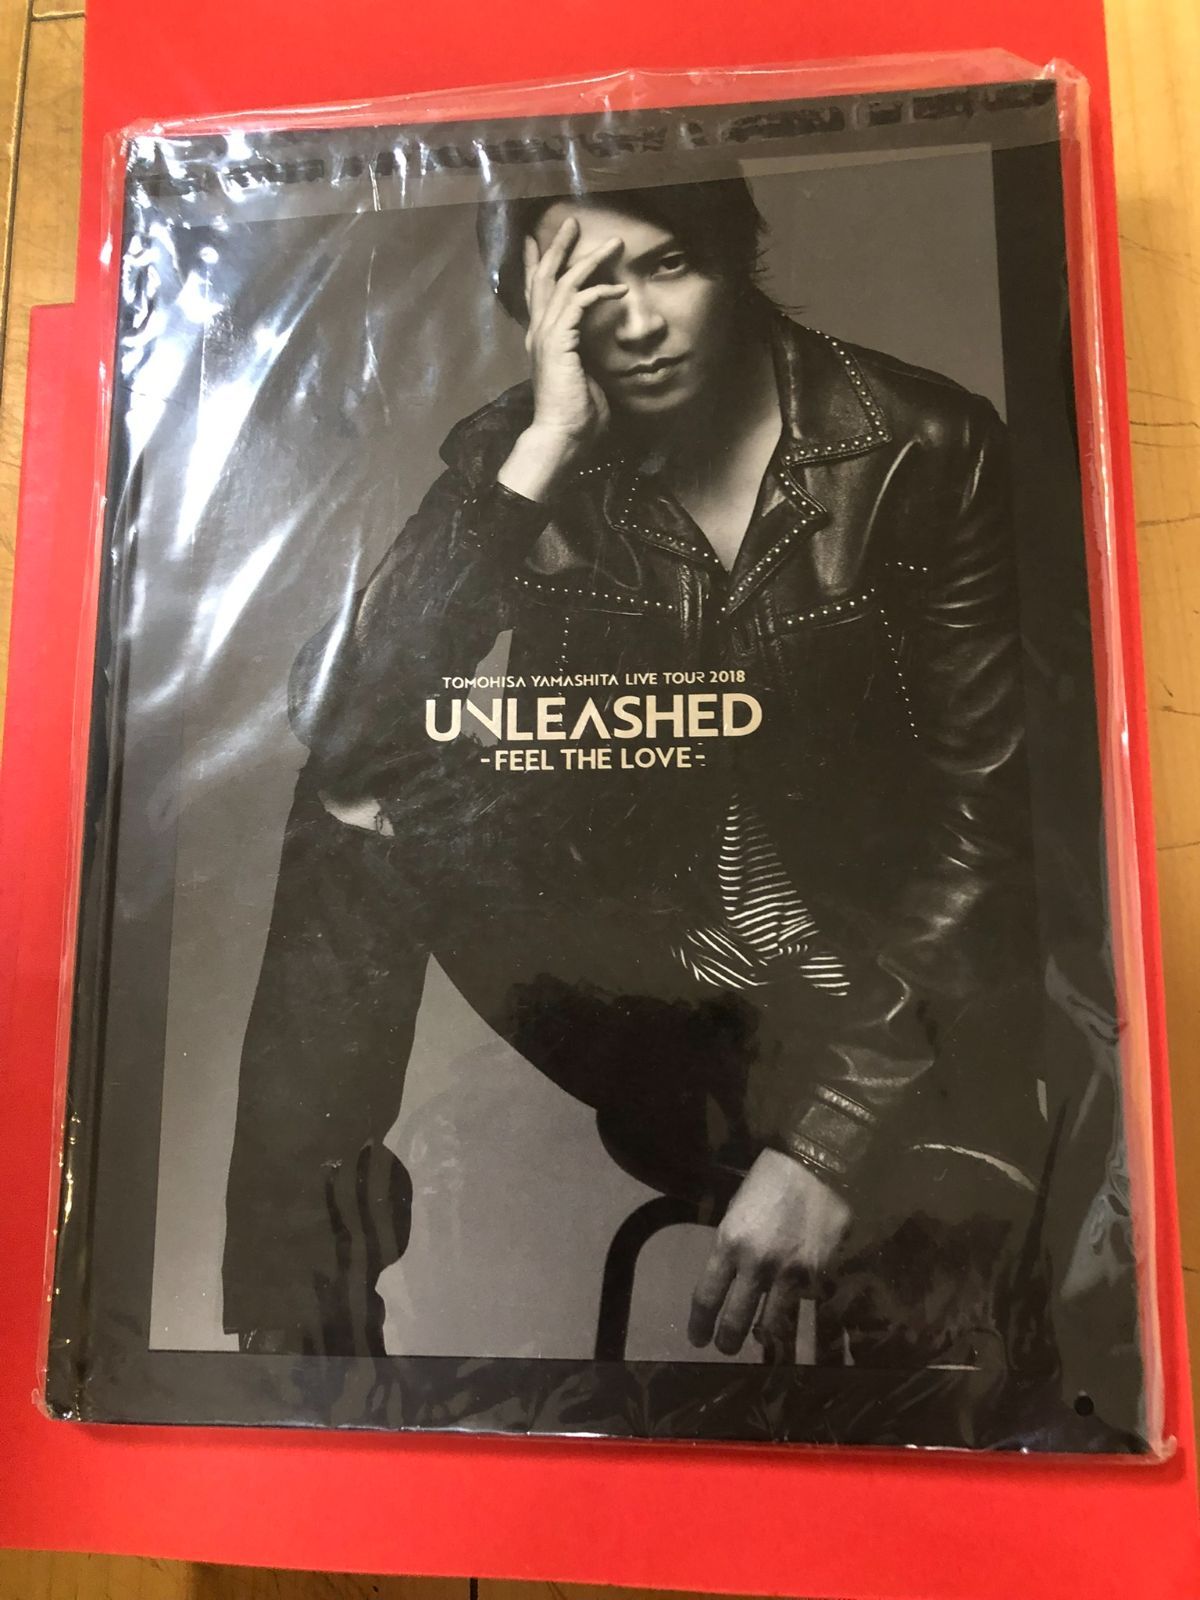 TOMOHISA YAMASHITA LIVE TOUR 2018
UNLEASHED
-FEEL THE LOVE-